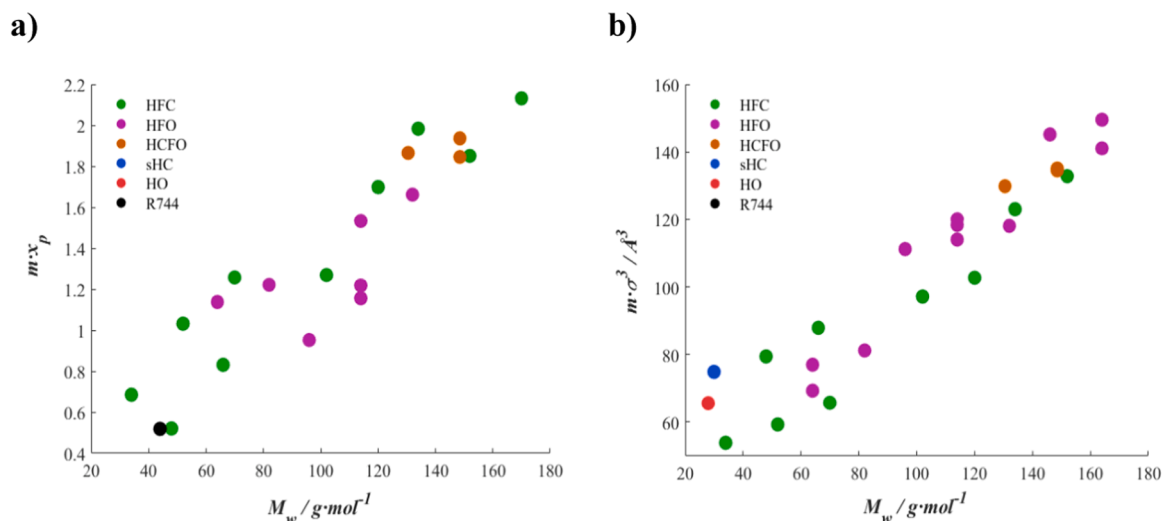 a)
2.2
2
1.8
1.6
1.4
1.2
1
0.8
0.6
0.4
m·xₚ
HFC
HFO
HCFO
sHC
HO
R744
20 40 60 80 100 120 140 160 180
M_w / g·mol⁻¹
b)
160
140
120
100
80
60
m·σ³ / Å³
HFC
HFO
HCFO
sHC
HO
R744
20 40 60 80 100 120 140 160 180
M_w / g·mol⁻¹